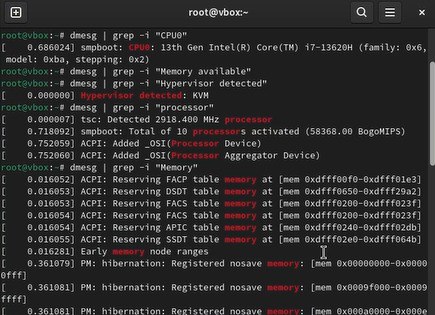 root@vbox:~
root@vbox:~# dmesg | grep -i "CPU0"
[    0.686024] smpboot: CPU0: 13th Gen Intel(R) Core(TM) i7-13620H (family: 0x6,
 model: 0xba, stepping: 0x2)
root@vbox:~# dmesg | grep -i "Memory available"
root@vbox:~# dmesg | grep -i "Hypervisor detected"
[    0.000000] Hypervisor detected: KVM
root@vbox:~# dmesg | grep -i "processor"
[    0.000007] tsc: Detected 2918.400 MHz processor
[    0.718092] smpboot: Total of 10 processors activated (58368.00 BogoMIPS)
[    0.752059] ACPI: Added _OSI(Processor Device)
[    0.752060] ACPI: Added _OSI(Processor Aggregator Device)
root@vbox:~# dmesg | grep -i "Memory"
[    0.016052] ACPI: Reserving FACP table memory at [mem 0xdfff00f0-0xdfff01e3]
[    0.016053] ACPI: Reserving DSDT table memory at [mem 0xdfff0650-0xdfff29a2]
[    0.016053] ACPI: Reserving FACS table memory at [mem 0xdfff0200-0xdfff023f]
[    0.016054] ACPI: Reserving FACS table memory at [mem 0xdfff0200-0xdfff023f]
[    0.016054] ACPI: Reserving APIC table memory at [mem 0xdfff0240-0xdfff02db]
[    0.016055] ACPI: Reserving SSDT table memory at [mem 0xdfff02e0-0xdfff064b]
[    0.016281] Early memory node ranges
[    0.361079] PM: hibernation: Registered nosave memory: [mem 0x00000000-0x0000
0fff]
[    0.361081] PM: hibernation: Registered nosave memory: [mem 0x0009f000-0x0009
ffff]
[    0.361081] PM: hibernation: Registered nosave memory: [mem 0x000a0000-0x000e